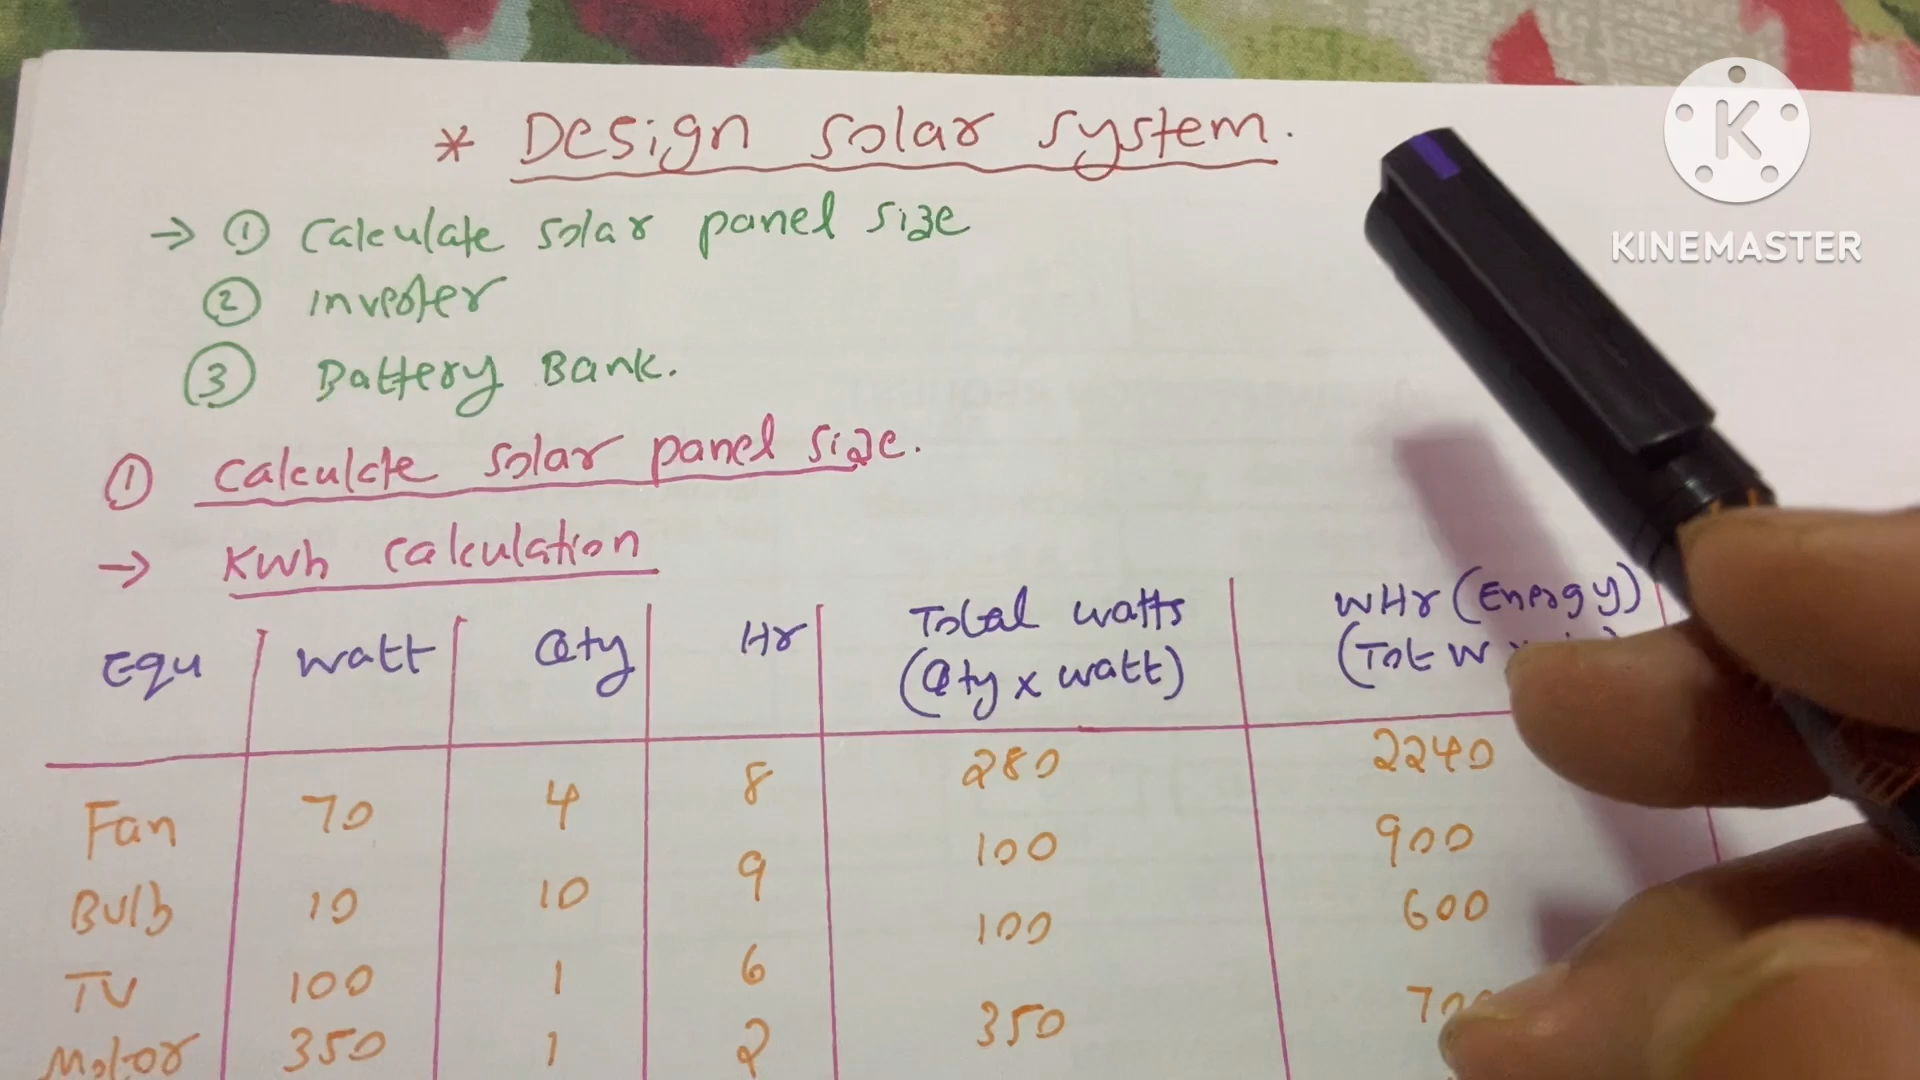 * Design solar system.
→ ① Calculate solar panel size
② Inverter
③ Battery Bank.
① Calculate solar panel size.
→ Kwh calculation
Equ Watt Qty Hr Total watts WHr (Energy)
(Qty x watt) (Tot W x
Fan 70 4 8 280 2240
Bulb 10 10 9 100 900
TV 100 1 6 100 600
Motor 350 1 2 350
K
KINEMASTER